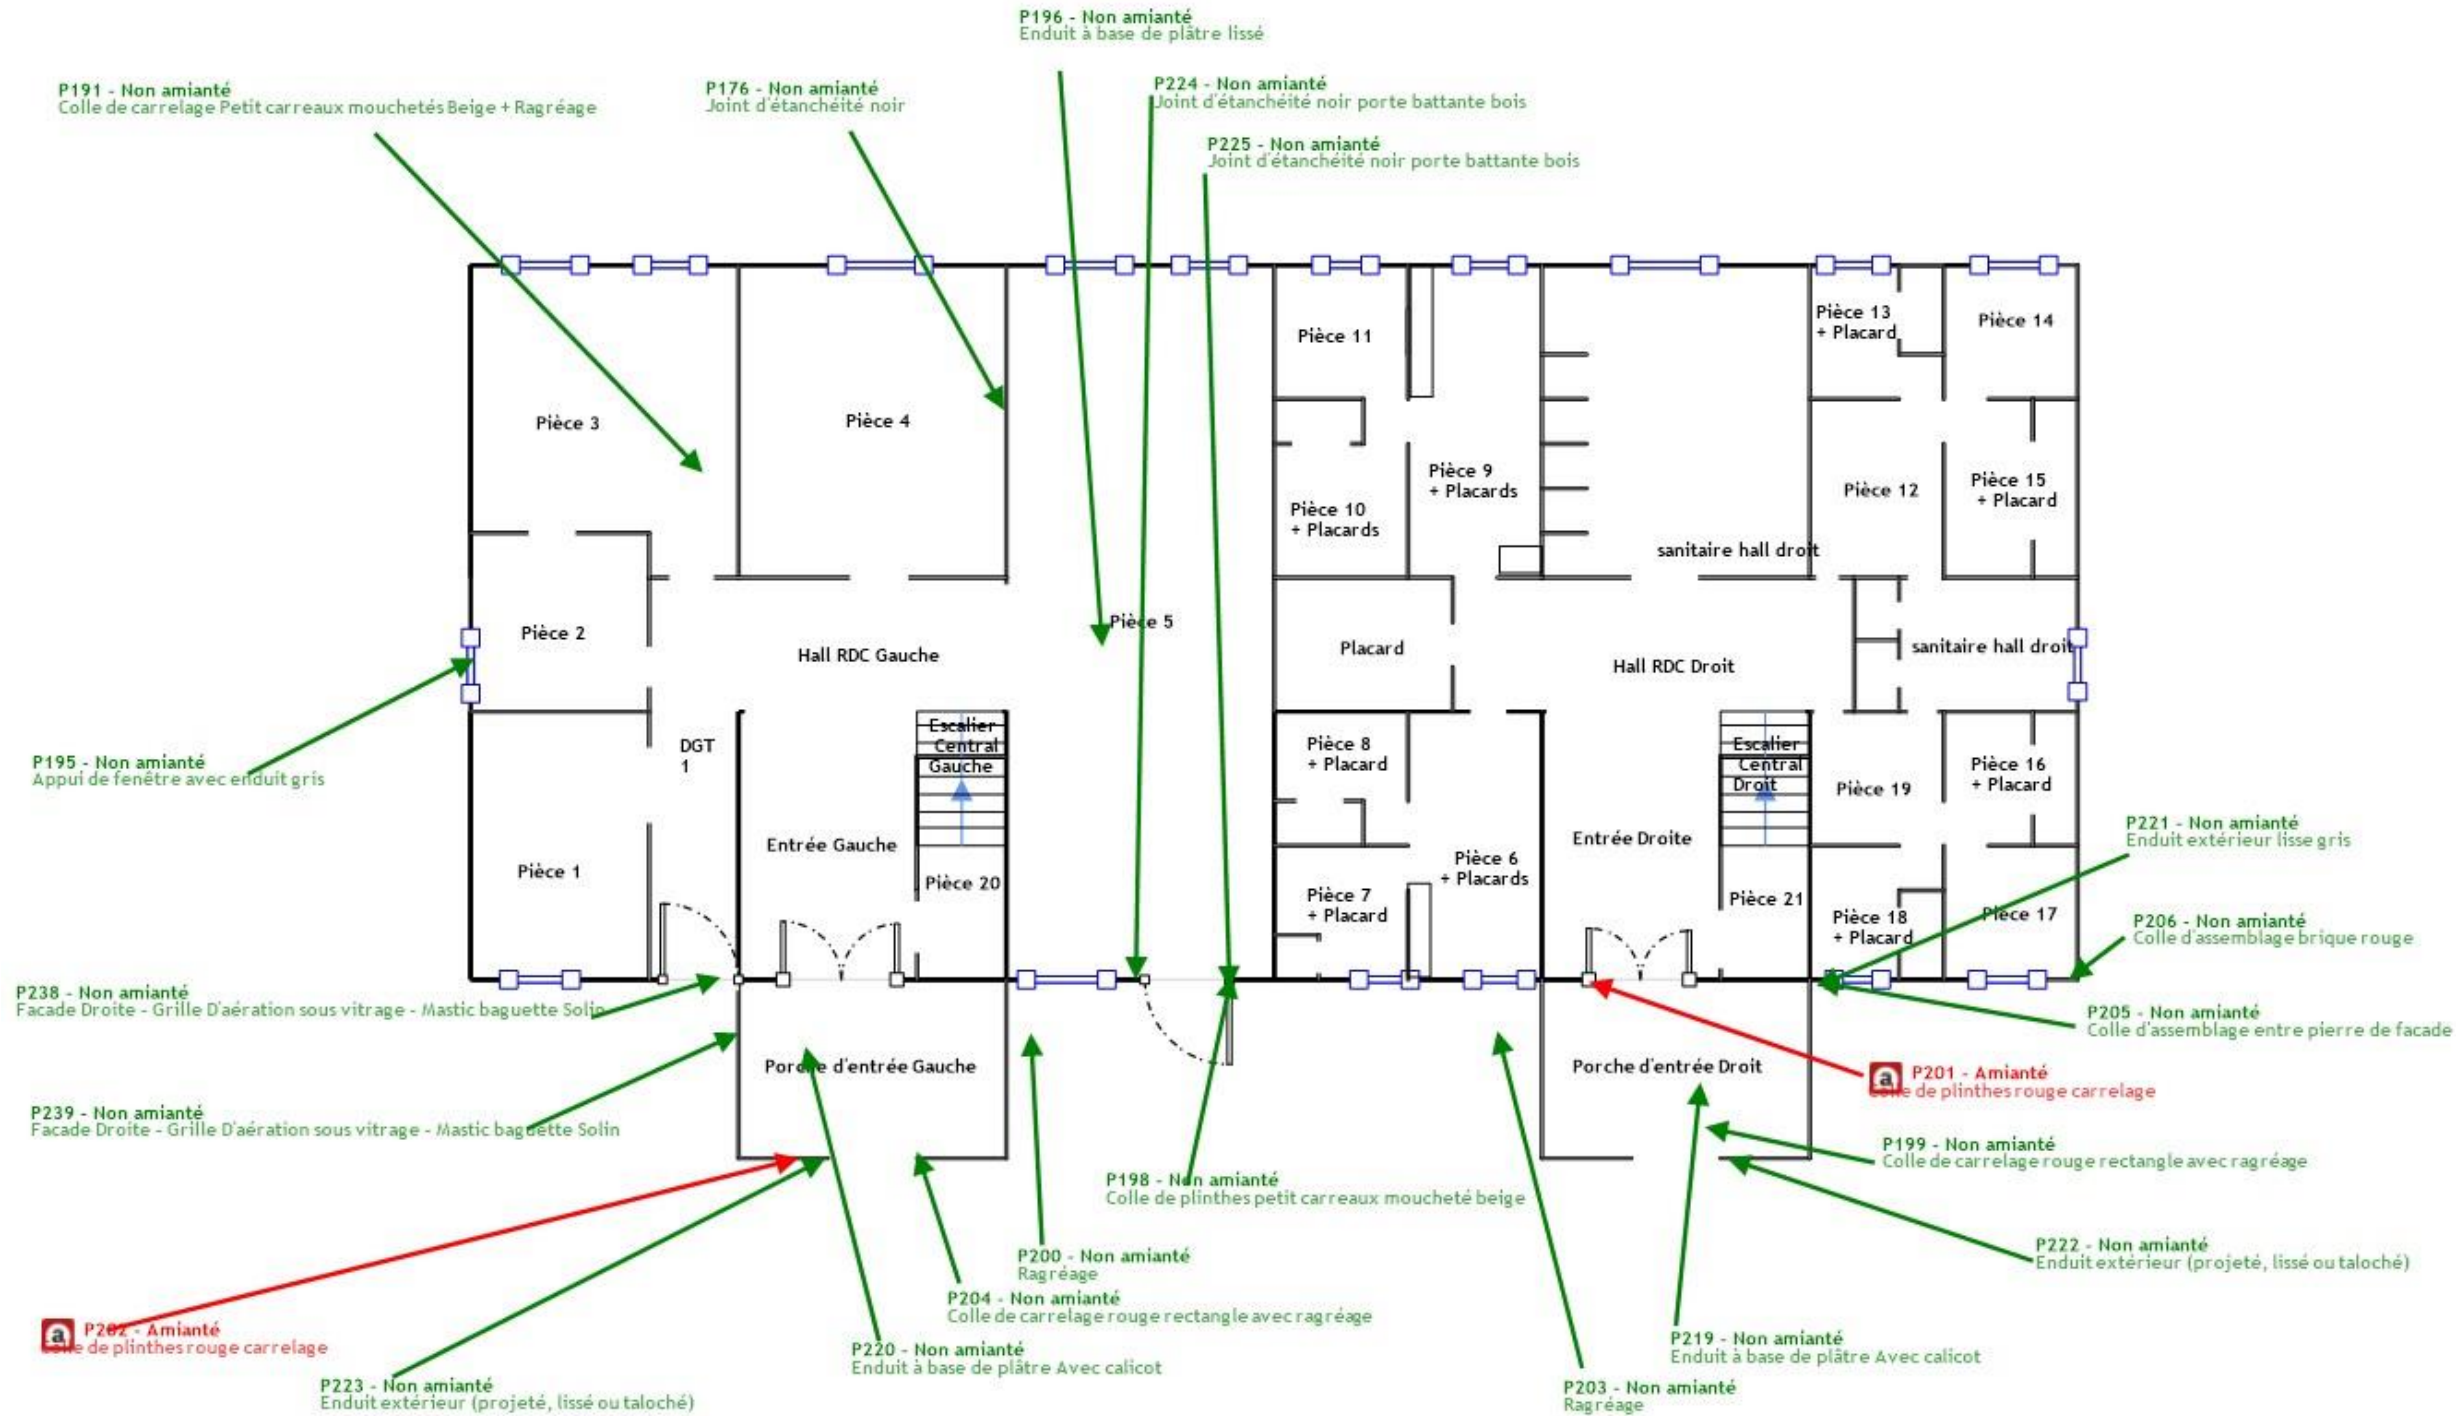 P196 - Non amianté
Enduit à base de plâtre lissé
P191 - Non amianté
Colle de carrelage Petit carreaux mouchetés Beige + Ragréage
P176 - Non amianté
Joint d'étanchéité noir
P224 - Non amianté
Joint d'étanchéité noir porte battante bois
P225 - Non amianté
Joint d'étanchéité noir porte battante bois
Pièce 3
Pièce 4
Pièce 11
Pièce 13
+ Placard
Pièce 14
Pièce 9
+ Placards
Pièce 10
+ Placards
Pièce 12
Pièce 15
+ Placard
sanitaire hall droit
Pièce 2
Hall RDC Gauche
Pièce 5
Placard
Hall RDC Droit
sanitaire hall droit
P195 - Non amianté
Appui de fenêtre avec enduit gris
DGT
1
Escalier
Central
Gauche
Pièce 8
+ Placard
Escalier
Central
Droit
Pièce 19
Pièce 16
+ Placard
Pièce 1
Entrée Gauche
Pièce 20
Pièce 7
+ Placard
Pièce 6
+ Placards
Entrée Droite
Pièce 21
Pièce 18
+ Placard
Pièce 17
P221 - Non amianté
Enduit extérieur lisse gris
P206 - Non amianté
Colle d'assemblage brique rouge
P238 - Non amianté
Facade Droite - Grille D'aération sous vitrage - Mastic baguette Solin
P205 - Non amianté
Colle d'assemblage entre pierre de facade
Porche d'entrée Gauche
Porche d'entrée Droit
a P201 - Amianté
Colle de plinthes rouge carrelage
P239 - Non amianté
Facade Droite - Grille D'aération sous vitrage - Mastic baguette Solin
P199 - Non amianté
Colle de carrelage rouge rectangle avec ragréage
P198 - Non amianté
Colle de plinthes petit carreaux moucheté beige
P200 - Non amianté
Ragréage
P222 - Non amianté
Enduit extérieur (projeté, lissé ou taloché)
P204 - Non amianté
Colle de carrelage rouge rectangle avec ragréage
a P202 - Amianté
Colle de plinthes rouge carrelage
P220 - Non amianté
Enduit à base de plâtre Avec calicot
P219 - Non amianté
Enduit à base de plâtre Avec calicot
P223 - Non amianté
Enduit extérieur (projeté, lissé ou taloché)
P203 - Non amianté
Ragréage